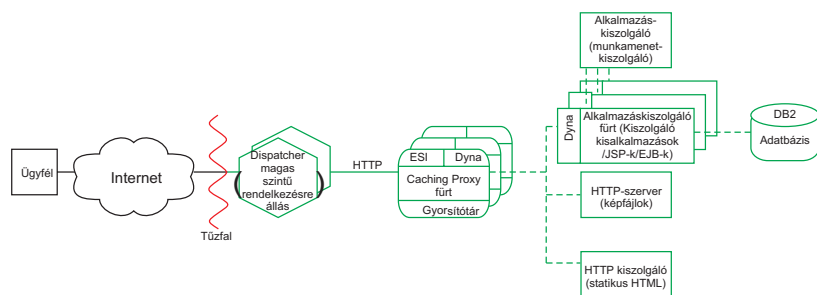 Ügyfél
Internet
Tűzfal
Dispatcher
magas
szintű
rendelkezésre
állás
( )
HTTP
ESI
Dyna
Caching Proxy
fürt
Gyorsítótár
Alkalmazás-
kiszolgáló
(munkamenet-
kiszolgáló)
Dyna
Alkalmazáskiszolgáló
fürt (Kiszolgáló
kisalkalmazások
/JSP-k/EJB-k)
DB2
Adatbázis
HTTP-szerver
(képfájlok)
HTTP kiszolgáló
(statikus HTML)